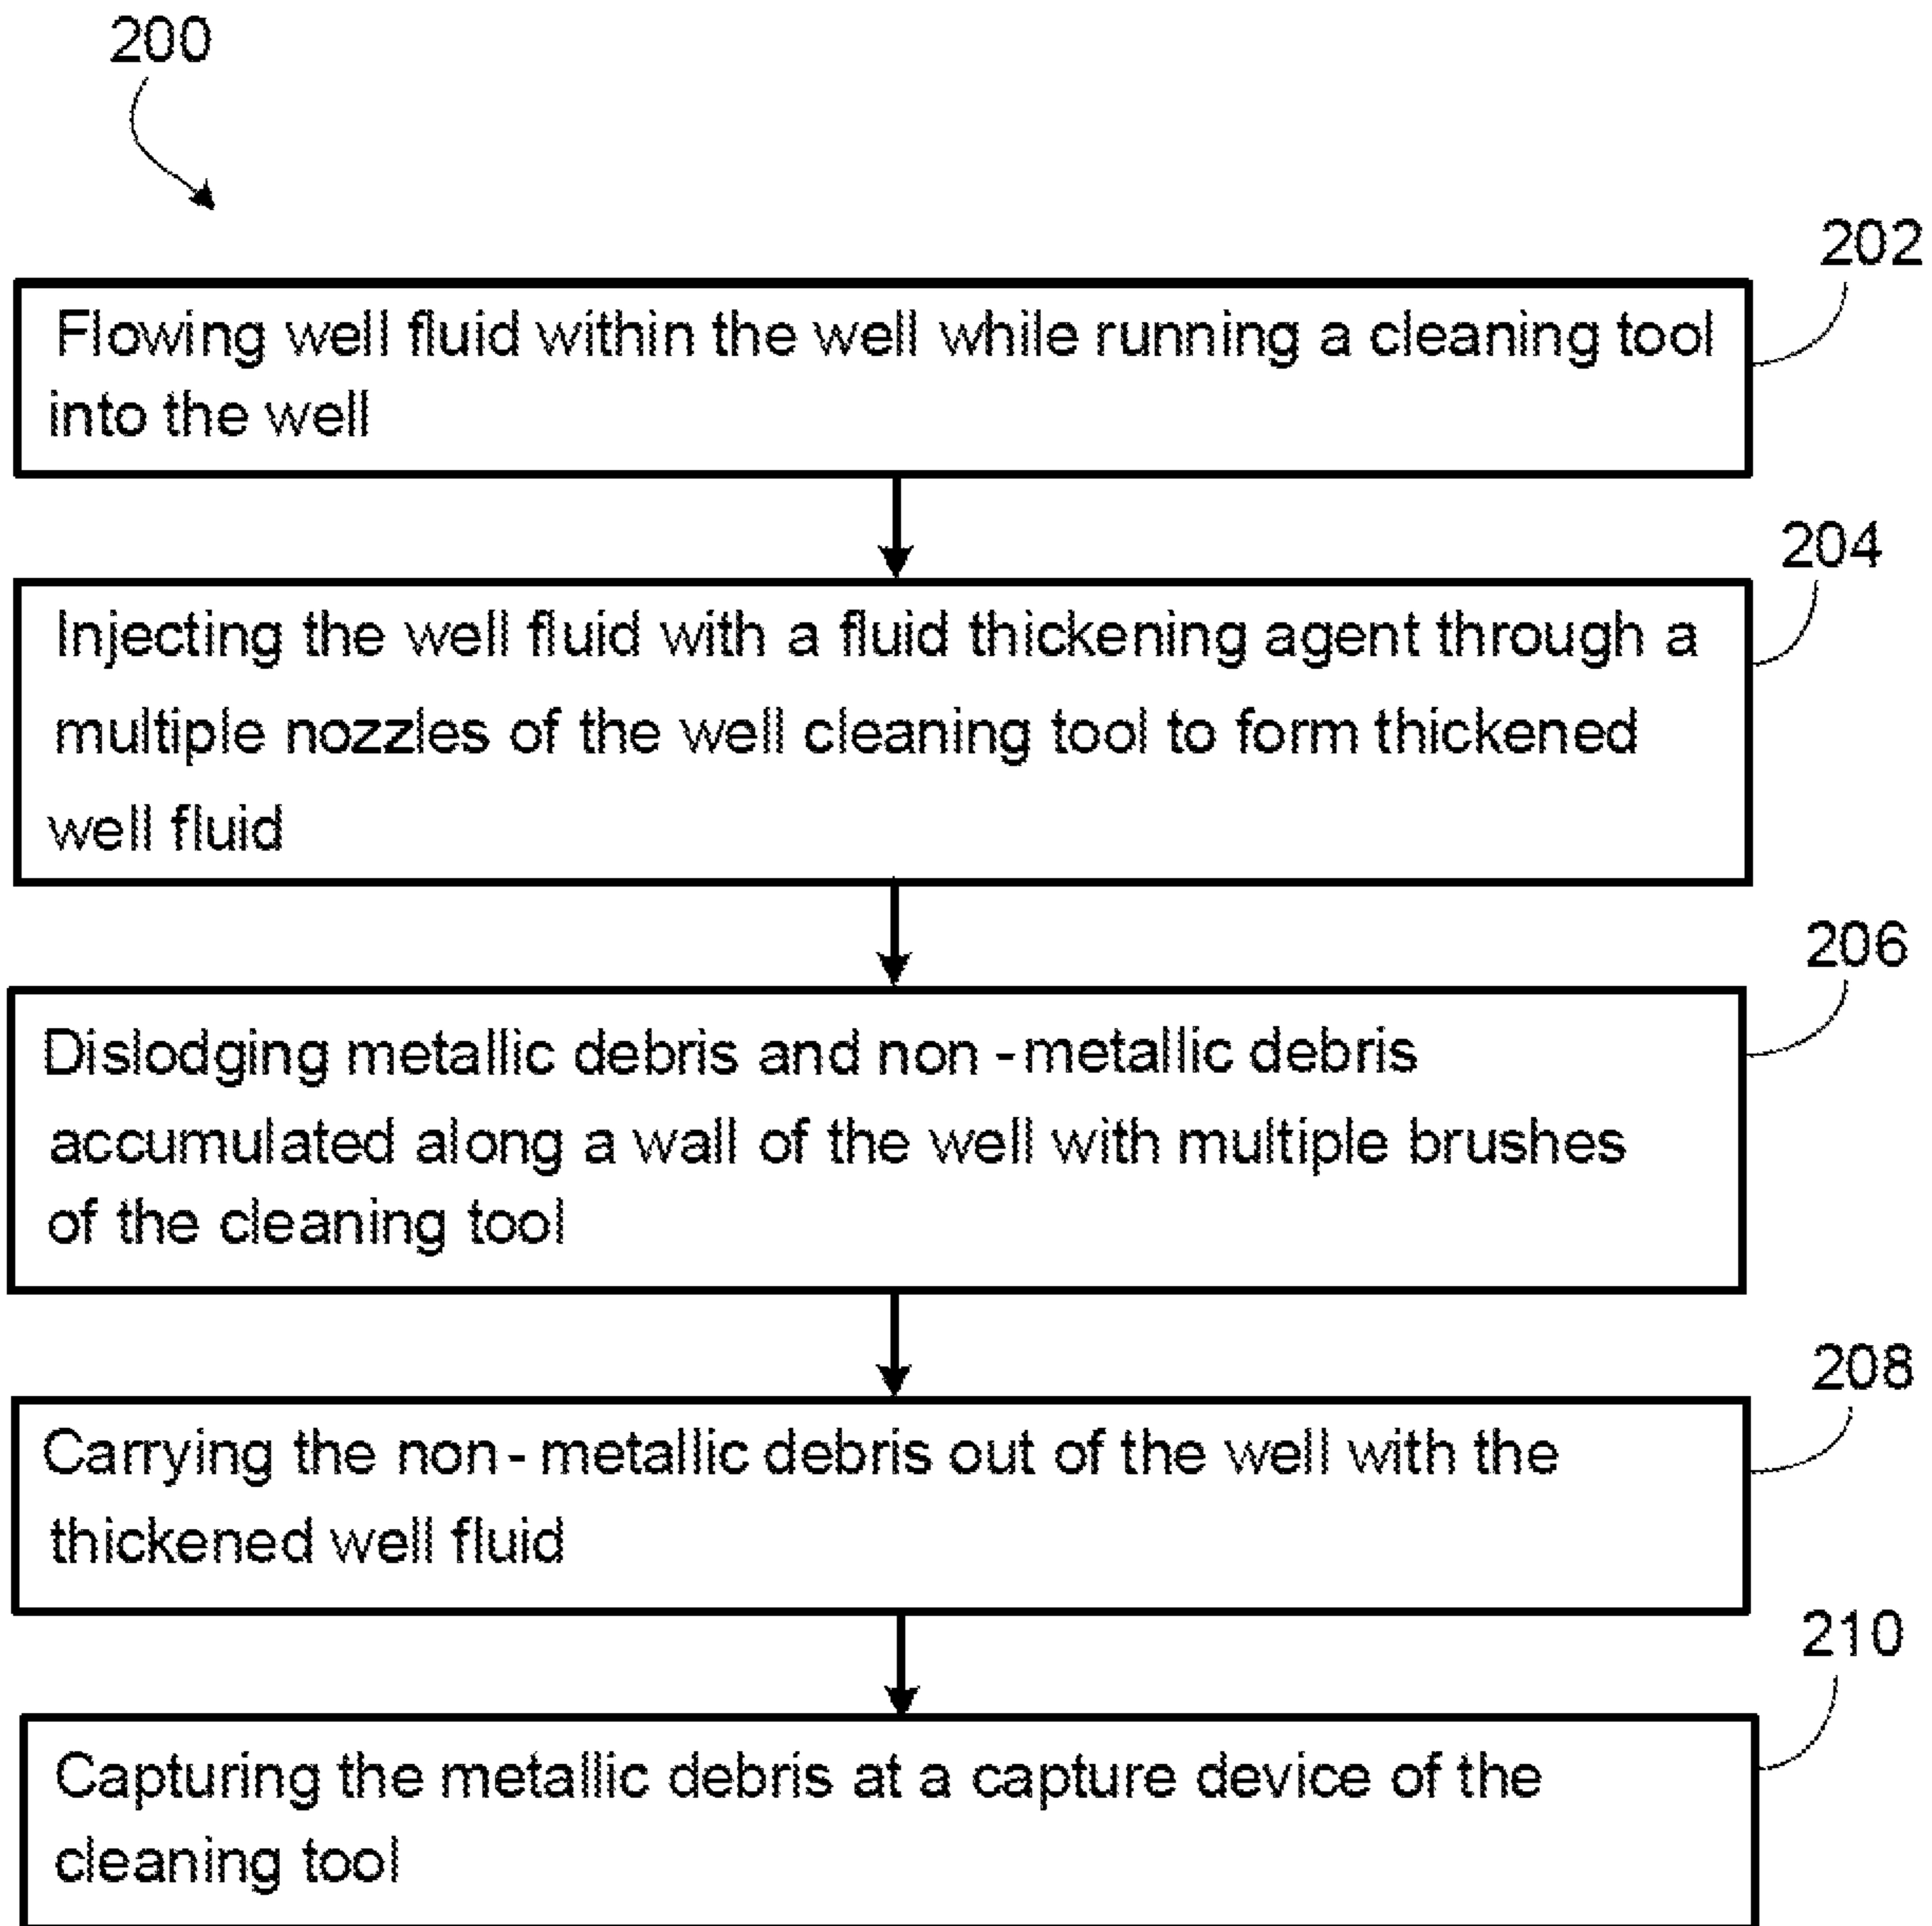 200
202
Flowing well fluid within the well while running a cleaning tool
into the well
204
Injecting the well fluid with a fluid thickening agent through a
multiple nozzles of the well cleaning tool to form thickened
well fluid
206
Dislodging metallic debris and non -metallic debris
accumulated along a wall of the well with multiple brushes
of the cleaning tool
208
Carrying the non- metallic debris out of the well with the
thickened well fluid
210
Capturing the metallic debris at a capture device of the
cleaning tool